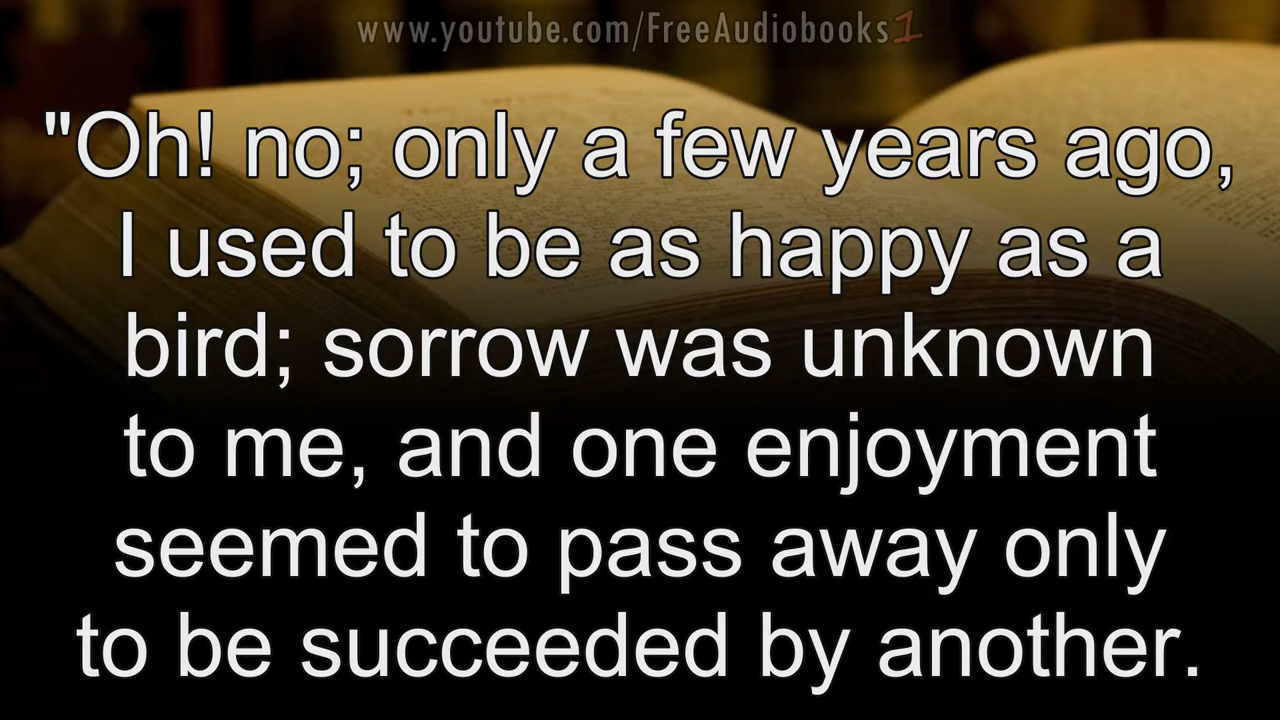 www.youtube.com/FreeAudiobooks1
"Oh! no; only a few years ago,
I used to be as happy as a
bird; sorrow was unknown
to me, and one enjoyment
seemed to pass away only
to be succeeded by another.